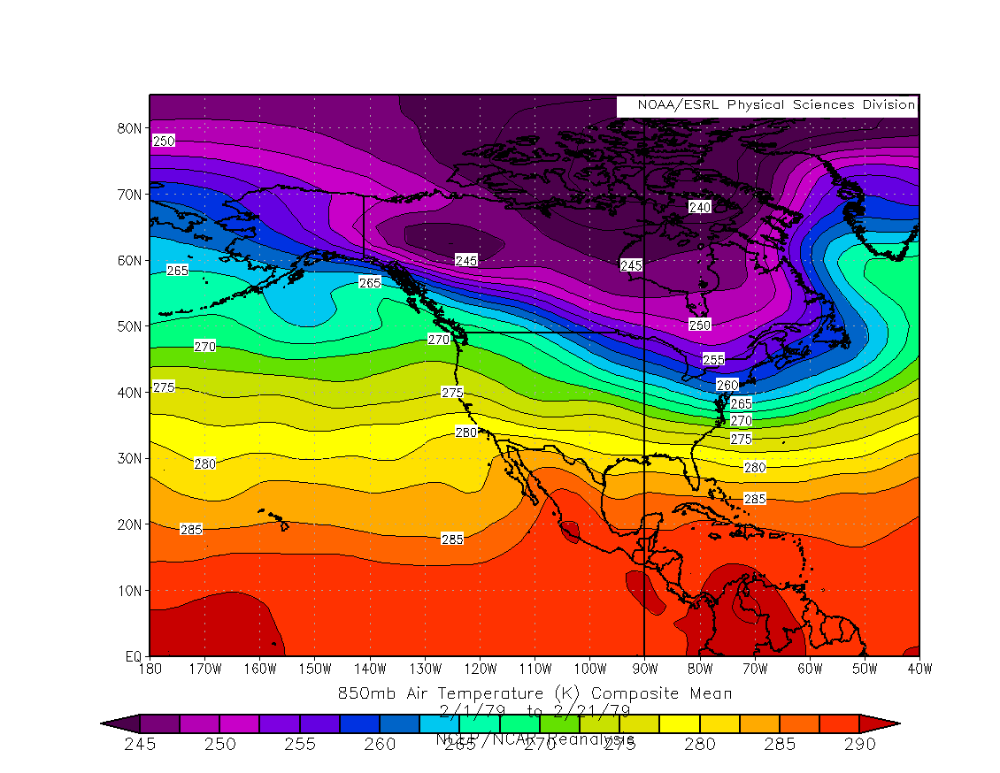 NOAA/ESRL Physical Sciences Division
80N
250
70N
240
60N
245
245
265
265
50N
250
270
270
255
40N
275
275
260
265
270
280
275
30N
280
280
285
20N
285
285
10N
EQ
180 170W 160W 150W 140W 130W 120W 110W 100W 90W 80W 70W 60W 50W 40W
850mb Air Temperature (K) Composite Mean
2/1/79 to 2/21/79
NCEP/NCAR Reanalysis
245 250 255 260 265 270 275 280 285 290